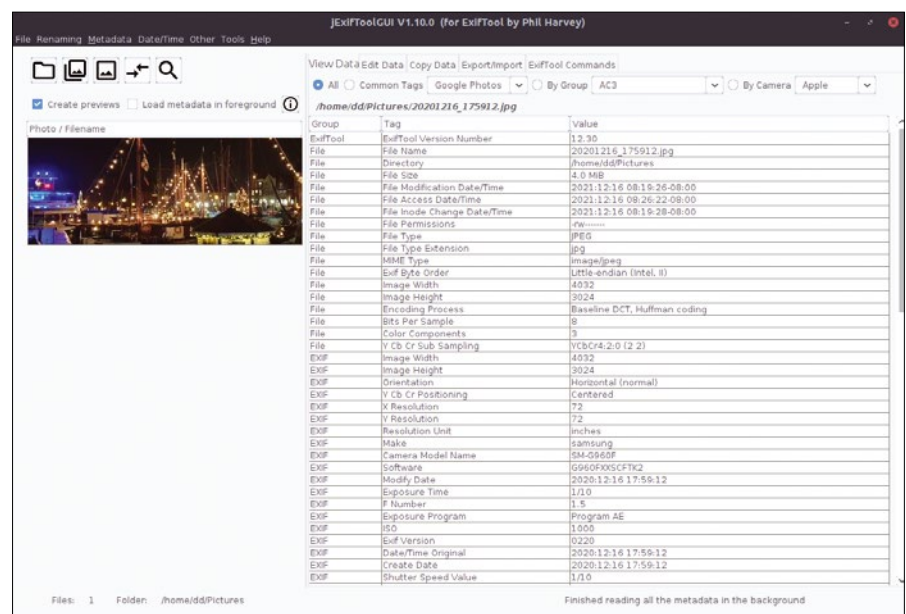 jExifToolGUI V1.10.0 (for ExifTool by Phil Harvey)
File Renaming Metadata Date/Time Other Tools Help
View Data Edit Data Copy Data Export/Import ExifTool Commands
All Common Tags Google Photos By Group AC3 By Camera Apple
Create previews Load metadata in foreground
/home/dd/Pictures/20201216_175912.jpg
Photo / Filename
Group Tag Value
ExifTool ExifTool Version Number 12.30
File File Name 20201216_175912.jpg
File Directory /home/dd/Pictures
File File Size 4.0 MiB
File File Modification Date/Time 2021:12:16 08:19:26-08:00
File File Access Date/Time 2021:12:16 08:26:22-08:00
File File Inode Change Date/Time 2021:12:16 08:19:28-08:00
File File Permissions -rw-------
File File Type JPEG
File File Type Extension jpg
File MIME Type image/jpeg
File Exif Byte Order Little-endian (Intel, II)
File Image Width 4032
File Image Height 3024
File Encoding Process Baseline DCT, Huffman coding
File Bits Per Sample 8
File Color Components 3
File Y Cb Cr Sub Sampling YCbCr4:2:0 (2 2)
EXIF Image Width 4032
EXIF Image Height 3024
EXIF Orientation Horizontal (normal)
EXIF Y Cb Cr Positioning Centered
EXIF X Resolution 72
EXIF Y Resolution 72
EXIF Resolution Unit inches
EXIF Make samsung
EXIF Camera Model Name SM-G960F
EXIF Software G960FXXSCFTK2
EXIF Modify Date 2020:12:16 17:59:12
EXIF Exposure Time 1/10
EXIF F Number 1.5
EXIF Exposure Program Program AE
EXIF ISO 1000
EXIF Exif Version 0220
EXIF Date/Time Original 2020:12:16 17:59:12
EXIF Create Date 2020:12:16 17:59:12
EXIF Shutter Speed Value 1/10
Files: 1 Folder: /home/dd/Pictures Finished reading all the metadata in the background